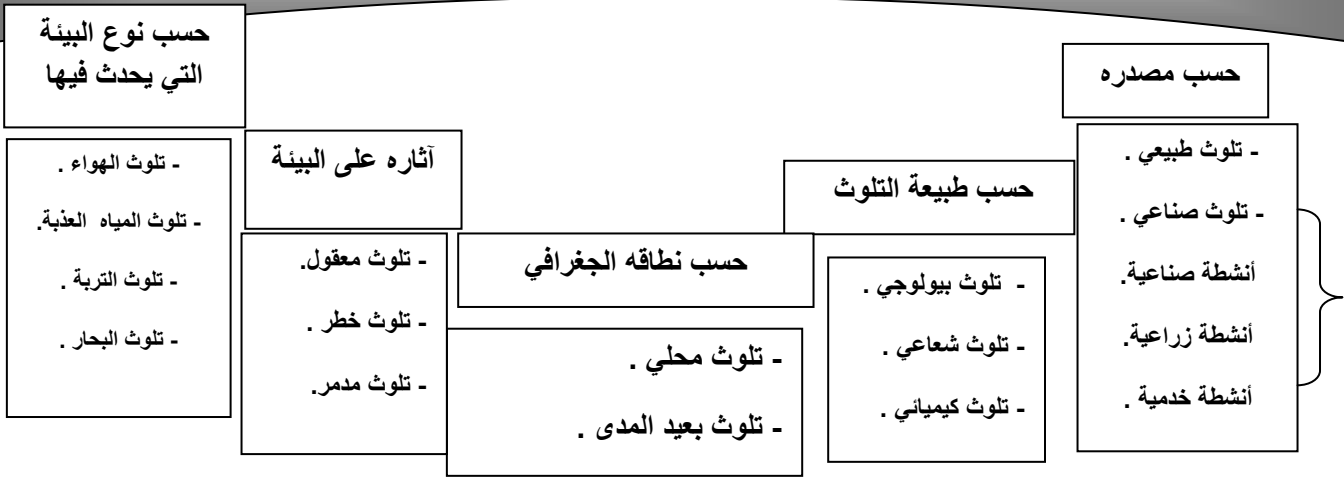 حسب مصدره
- تلوث طبيعي .
- تلوث صناعي .
أنشطة صناعية.
أنشطة زراعية.
أنشطة خدمية .
حسب طبيعة التلوث
- تلوث بيولوجي .
- تلوث شعاعي .
- تلوث كيميائي .
حسب نطاقه الجغرافي
- تلوث محلي .
- تلوث بعيد المدى .
آثاره على البيئة
- تلوث معقول.
- تلوث خطر .
- تلوث مدمر.
حسب نوع البيئة
التي يحدث فيها
- تلوث الهواء .
- تلوث المياه العذبة.
- تلوث التربة .
- تلوث البحار .